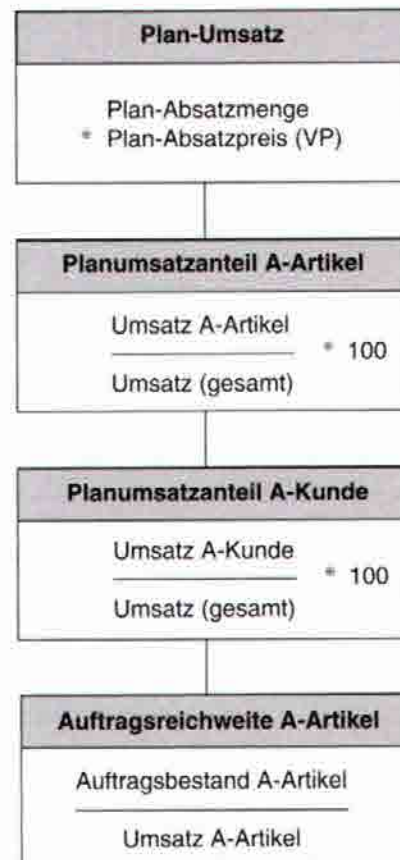 Plan-Umsatz
Plan-Absatzmenge
* Plan-Absatzpreis (VP)
Planumsatzanteil A-Artikel
Umsatz A-Artikel
* 100
Umsatz (gesamt)
Planumsatzanteil A-Kunde
Umsatz A-Kunde
* 100
Umsatz (gesamt)
Auftragsreichweite A-Artikel
Auftragsbestand A-Artikel
Umsatz A-Artikel